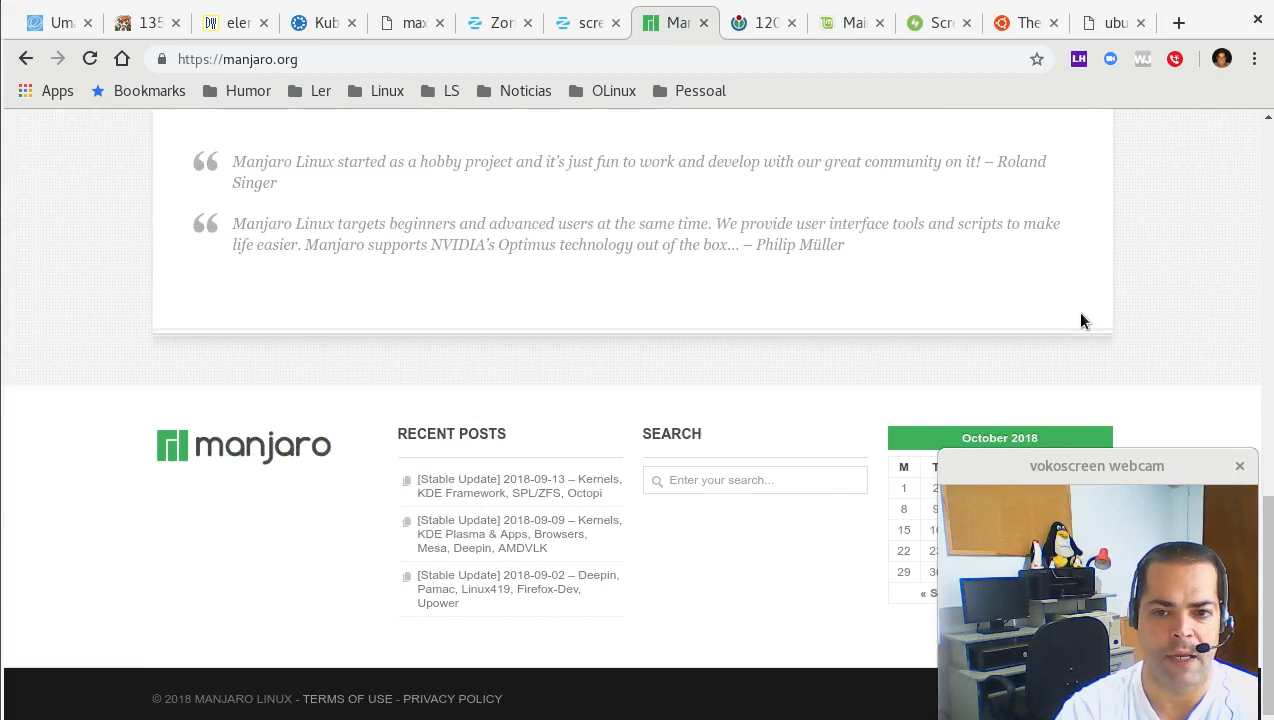 Uma
135
eler
Kub
max
Zor
scre
Mar
120
Mai
Scr
The
ubu
https://manjaro.org
LH
WJ
Apps
Bookmarks
Humor
Ler
Linux
LS
Noticias
OLinux
Pessoal
Manjaro Linux started as a hobby project and it’s just fun to work and develop with our great community on it! – Roland
Singer
Manjaro Linux targets beginners and advanced users at the same time. We provide user interface tools and scripts to make
life easier. Manjaro supports NVIDIA’s Optimus technology out of the box... – Philip Müller
manjaro
RECENT POSTS
[Stable Update] 2018-09-13 – Kernels,
KDE Framework, SPL/ZFS, Octopi
[Stable Update] 2018-09-09 – Kernels,
KDE Plasma & Apps, Browsers,
Mesa, Deepin, AMDVLK
[Stable Update] 2018-09-02 – Deepin,
Pamac, Linux419, Firefox-Dev,
Upower
SEARCH
Enter your search...
October 2018
M T
1 2
8 9
15
22
29
« S
vokoscreen webcam
© 2018 MANJARO LINUX - TERMS OF USE - PRIVACY POLICY